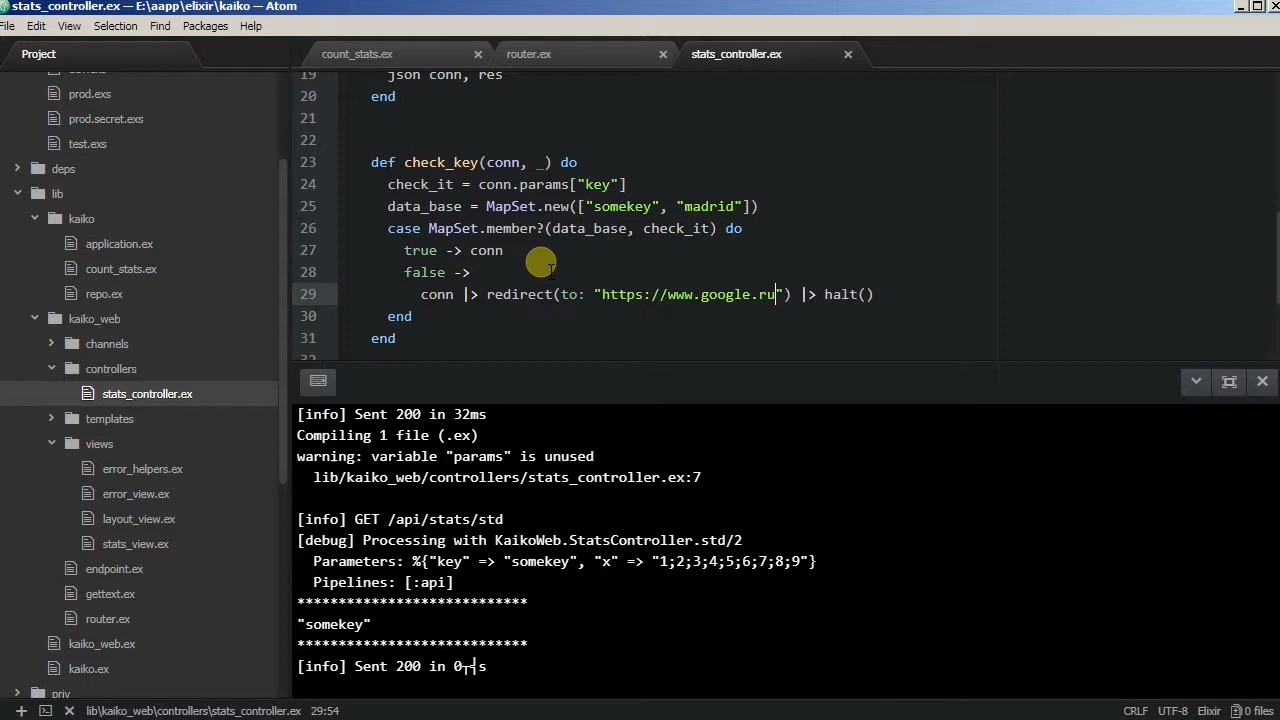 stats_controller.ex — E:\aapp\elixir\kaiko — Atom
File Edit View Selection Find Packages Help
Project
count_stats.ex
router.ex
stats_controller.ex
prod.exs
prod.secret.exs
test.exs
deps
lib
kaiko
application.ex
count_stats.ex
repo.ex
kaiko_web
channels
controllers
stats_controller.ex
templates
views
error_helpers.ex
error_view.ex
layout_view.ex
stats_view.ex
endpoint.ex
gettext.ex
router.ex
kaiko_web.ex
kaiko.ex
priv
19 json conn, res
20 end
21
22
23 def check_key(conn, _) do
24 check_it = conn.params["key"]
25 data_base = MapSet.new(["somekey", "madrid"])
26 case MapSet.member?(data_base, check_it) do
27 true -> conn
28 false ->
29 conn |> redirect(to: "https://www.google.ru") |> halt()
30 end
31 end
32
[info] Sent 200 in 32ms
Compiling 1 file (.ex)
warning: variable "params" is unused
lib/kaiko_web/controllers/stats_controller.ex:7
[info] GET /api/stats/std
[debug] Processing with KaikoWeb.StatsController.std/2
Parameters: %{"key" => "somekey", "x" => "1;2;3;4;5;6;7;8;9"}
Pipelines: [:api]
****************************
"somekey"
****************************
[info] Sent 200 in 0
lib\kaiko_web\controllers\stats_controller.ex 29:54
CRLF UTF-8 Elixir 0 files